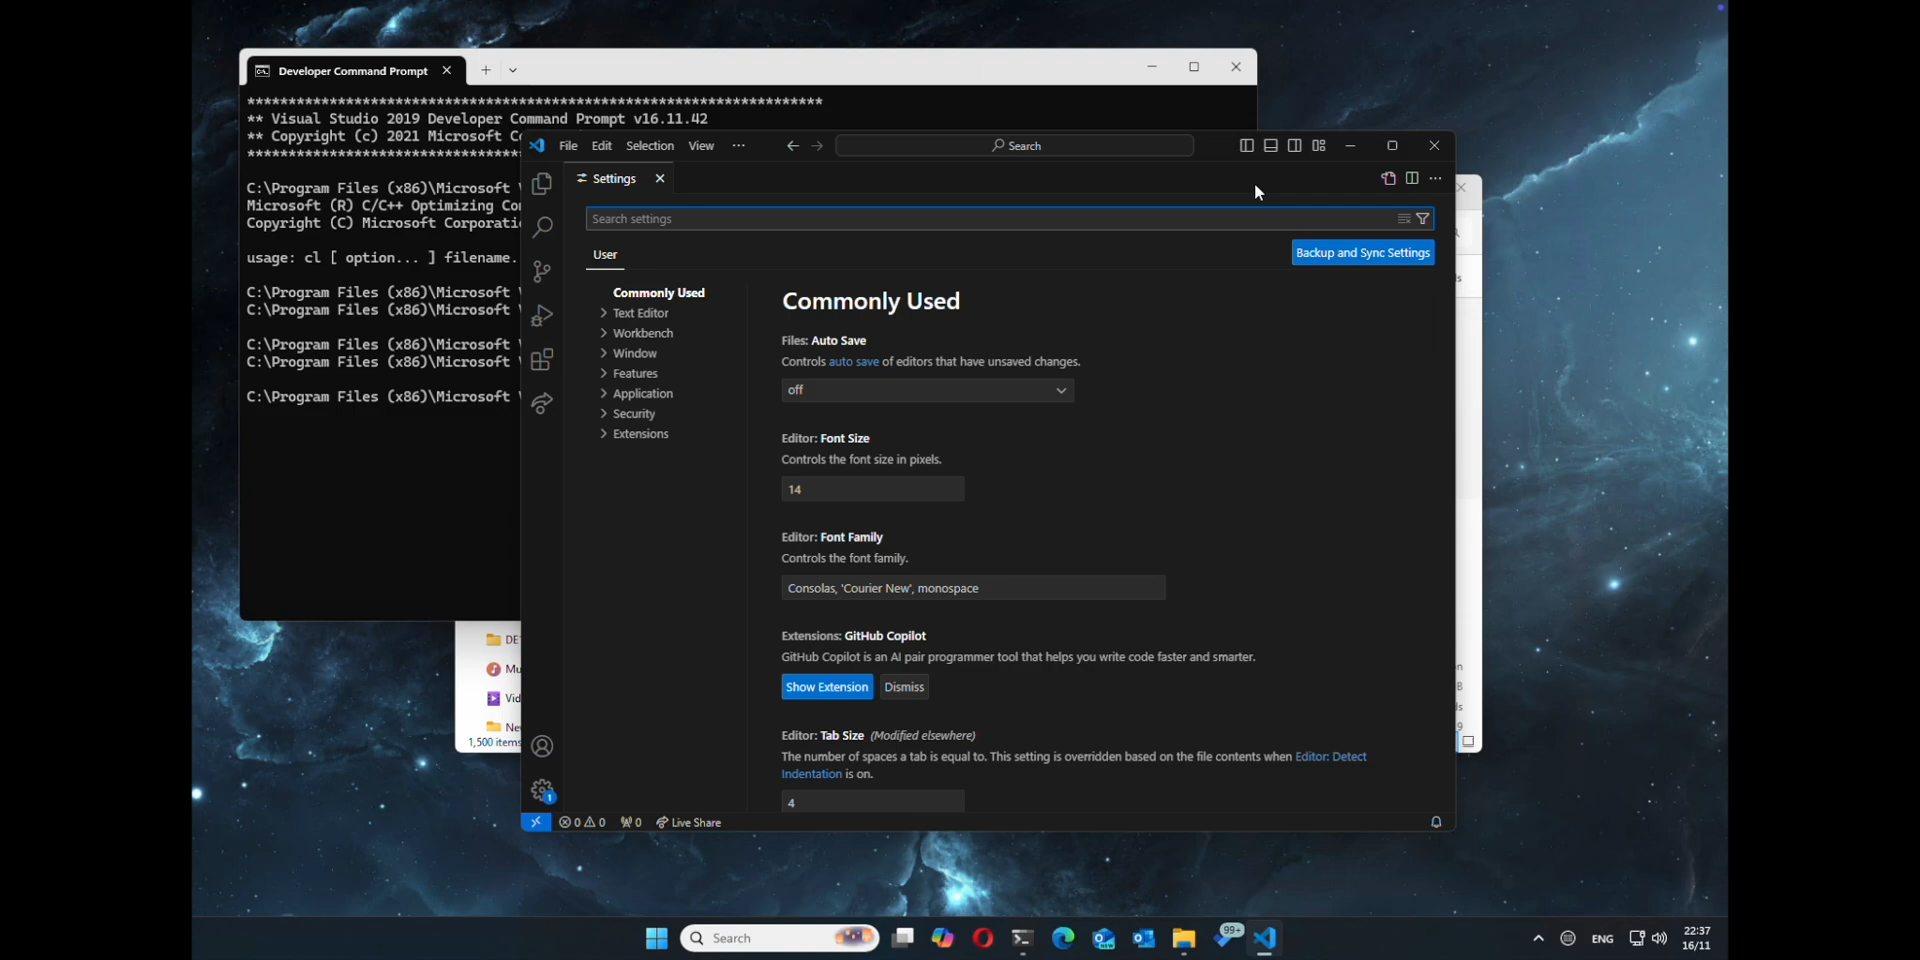 Developer Command Prompt
**********************************************************************
** Visual Studio 2019 Developer Command Prompt v16.11.42
** Copyright (c) 2021 Microsoft
C:\Program Files (x86)\Microsoft
Microsoft (R) C/C++ Optimizing
Copyright (C) Microsoft
usage: cl [ option... ] filename.
C:\Program Files (x86)\Microsoft
C:\Program Files (x86)\Microsoft
C:\Program Files (x86)\Microsoft
C:\Program Files (x86)\Microsoft
C:\Program Files (x86)\Microsoft
File Edit Selection View ··· Search
Settings
Search settings
User
Backup and Sync Settings
Commonly Used
Text Editor
Workbench
Window
Features
Application
Security
Extensions
Commonly Used
Files: Auto Save
Controls auto save of editors that have unsaved changes.
off
Editor: Font Size
Controls the font size in pixels.
14
Editor: Font Family
Controls the font family.
Consolas, 'Courier New', monospace
Extensions: GitHub Copilot
GitHub Copilot is an AI pair programmer tool that helps you write code faster and smarter.
Show Extension Dismiss
Editor: Tab Size (Modified elsewhere)
The number of spaces a tab is equal to. This setting is overridden based on the file contents when Editor: Detect
Indentation is on.
4
1
0 0 0 Live Share
1,500 items
Search
NEW
99+
ENG
22:37
16/11